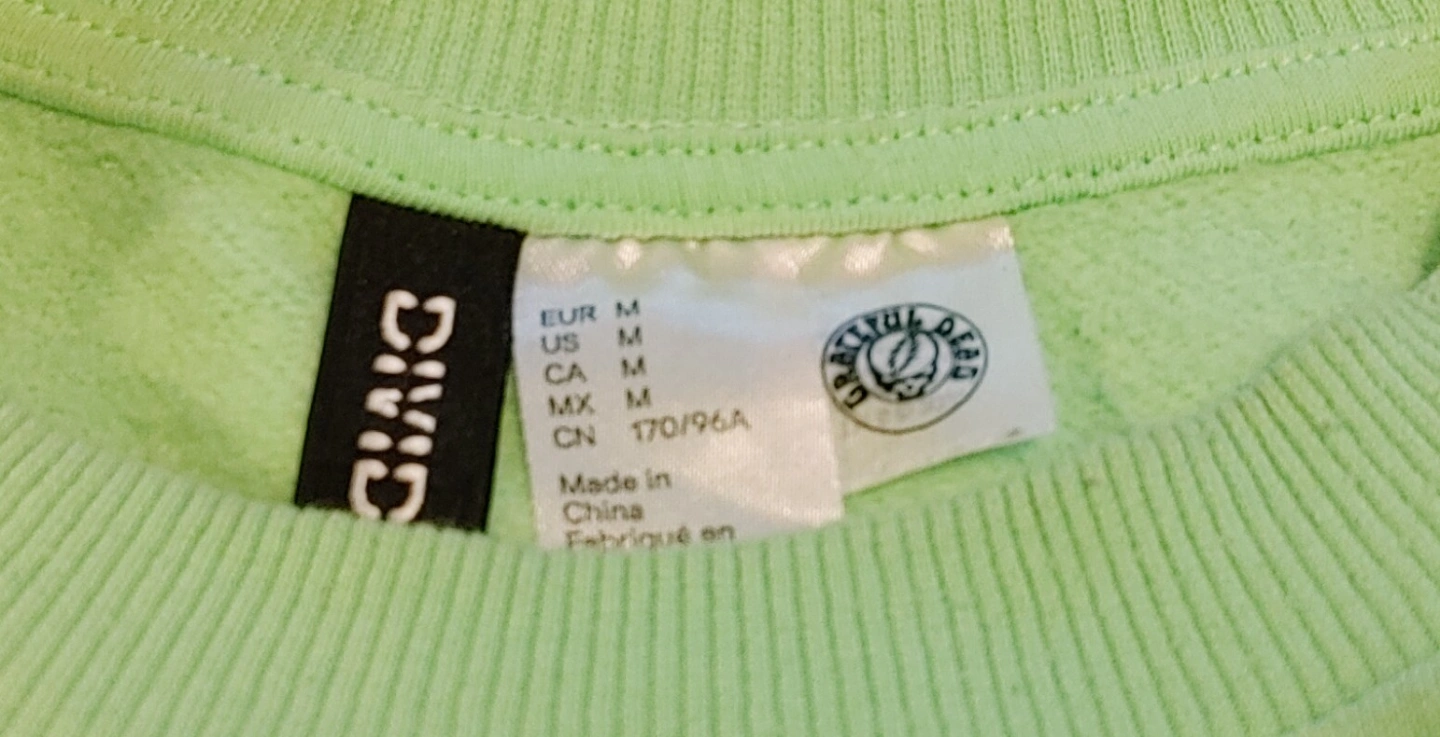 EUR M
US M
CA M
MX M
CN 170/96A
Made in
China
Fabriqué en
GRATEFUL DEAD